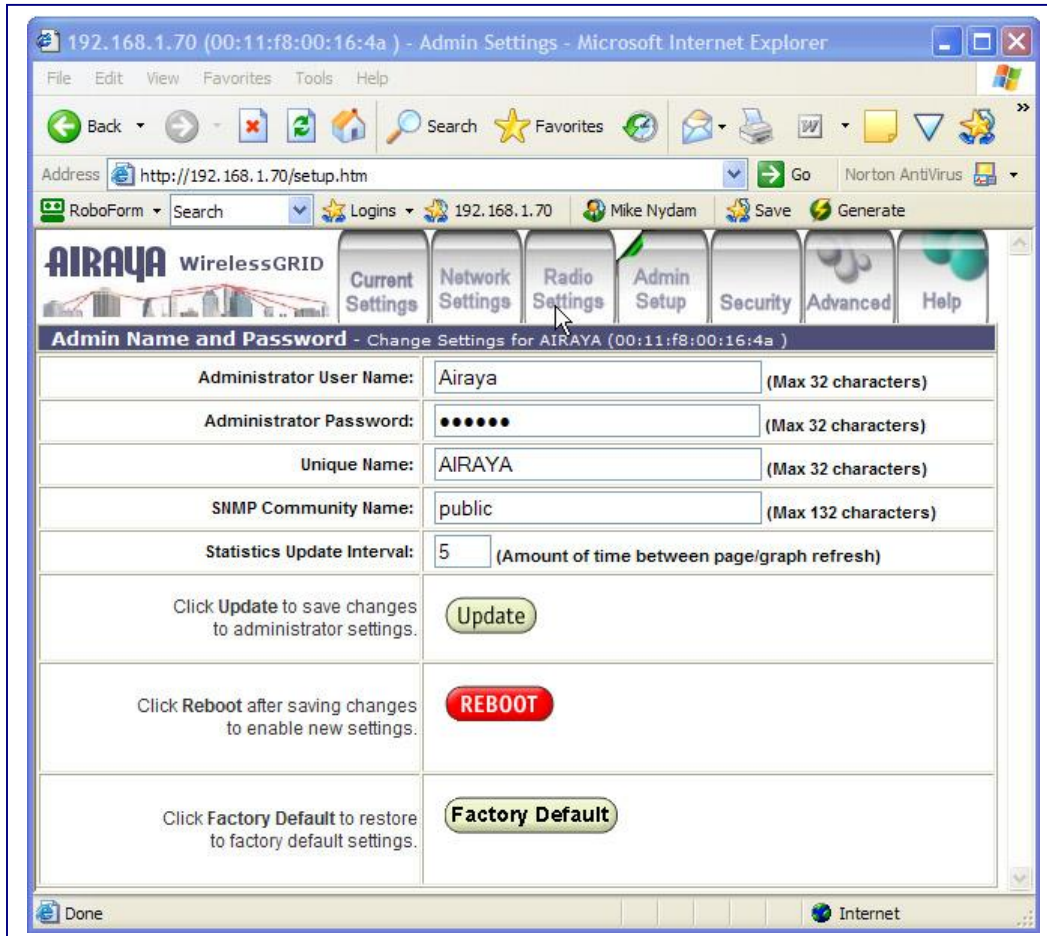 192.168.1.70 (00:11:f8:00:16:4a ) - Admin Settings - Microsoft Internet Explorer
File Edit View Favorites Tools Help
Back Search Favorites »
Address http://192.168.1.70/setup.htm Go Norton AntiVirus
RoboForm Search Logins 192.168.1.70 Mike Nydam Save Generate
AIRAYA WirelessGRID
Current Settings
Network Settings
Radio Settings
Admin Setup
Security
Advanced
Help
Admin Name and Password - Change Settings for AIRAYA (00:11:f8:00:16:4a )
Administrator User Name: Airaya (Max 32 characters)
Administrator Password: •••••• (Max 32 characters)
Unique Name: AIRAYA (Max 32 characters)
SNMP Community Name: public (Max 132 characters)
Statistics Update Interval: 5 (Amount of time between page/graph refresh)
Click Update to save changes
to administrator settings.
Update
Click Reboot after saving changes
to enable new settings.
REBOOT
Click Factory Default to restore
to factory default settings.
Factory Default
Done Internet